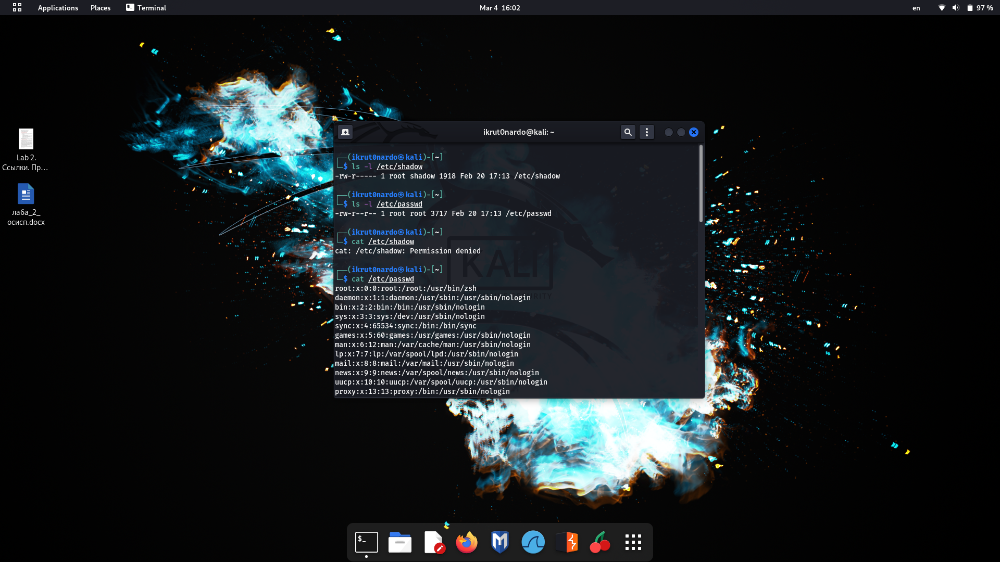 Applications Places Terminal Mar 4 16:02 en 97 %
Lab 2.
Ссылки. Пр...
лаба_2_
осисп.docx
ikrut0nardo@kali: ~
┌──(ikrut0nardo㉿kali)-[~]
└─$ ls -l /etc/shadow
-rw-r----- 1 root shadow 1918 Feb 20 17:13 /etc/shadow
┌──(ikrut0nardo㉿kali)-[~]
└─$ ls -l /etc/passwd
-rw-r--r-- 1 root root 3717 Feb 20 17:13 /etc/passwd
┌──(ikrut0nardo㉿kali)-[~]
└─$ cat /etc/shadow
cat: /etc/shadow: Permission denied
┌──(ikrut0nardo㉿kali)-[~]
└─$ cat /etc/passwd
root:x:0:0:root:/root:/usr/bin/zsh
daemon:x:1:1:daemon:/usr/sbin:/usr/sbin/nologin
bin:x:2:2:bin:/bin:/usr/sbin/nologin
sys:x:3:3:sys:/dev:/usr/sbin/nologin
sync:x:4:65534:sync:/bin:/bin/sync
games:x:5:60:games:/usr/games:/usr/sbin/nologin
man:x:6:12:man:/var/cache/man:/usr/sbin/nologin
lp:x:7:7:lp:/var/spool/lpd:/usr/sbin/nologin
mail:x:8:8:mail:/var/mail:/usr/sbin/nologin
news:x:9:9:news:/var/spool/news:/usr/sbin/nologin
uucp:x:10:10:uucp:/var/spool/uucp:/usr/sbin/nologin
proxy:x:13:13:proxy:/bin:/usr/sbin/nologin
KALI